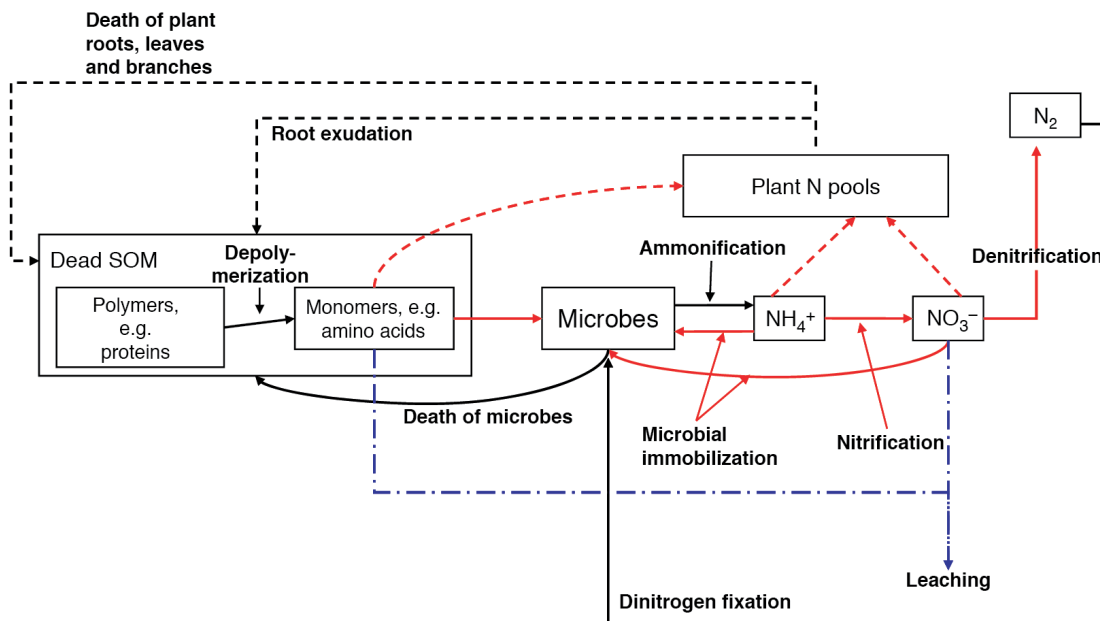 Death of plant
roots, leaves
and branches
Root exudation
N₂
Plant N pools
Ammonification
Denitrification
Dead SOM
Depoly-
merization
Polymers,
e.g.
proteins
Monomers, e.g.
amino acids
Microbes
NH₄⁺
NO₃⁻
Death of microbes
Microbial
immobilization
Nitrification
Leaching
Dinitrogen fixation